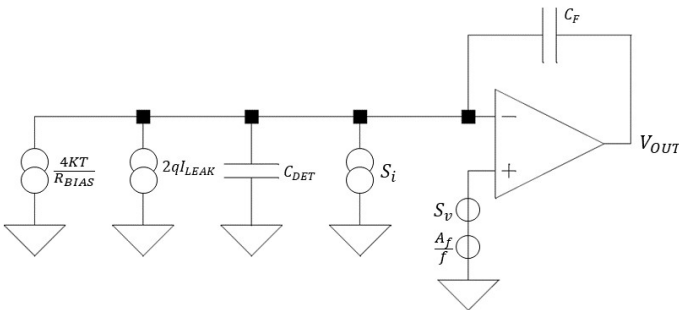 C_F
−
V_OUT
4KT
R_BIAS
2qI_LEAK
C_DET
S_i
+
S_v
A_f
f